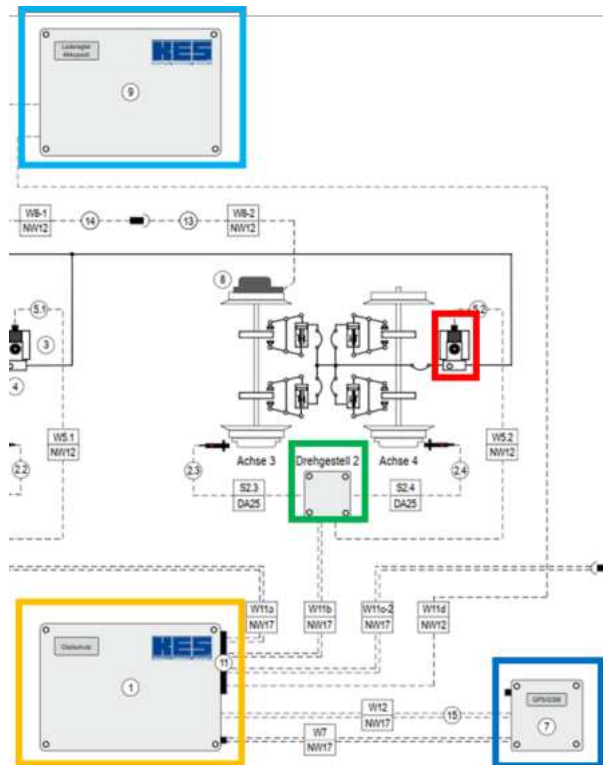 Laderegler
Akkupack
KES
9
W8-1
NW12
14
13
W8-2
NW12
8
5.1
5.2
3
4
W5.1
NW12
W5.2
NW12
2.2
2.3
Achse 3
Drehgestell 2
Achse 4
2.4
S2.3
DA25
S2.4
DA25
W11a
NW17
W11b
NW17
W11c-2
NW17
W11d
NW12
Gleitschutz
KES
11
1
W12
NW17
15
GPS/GSM
7
W7
NW17